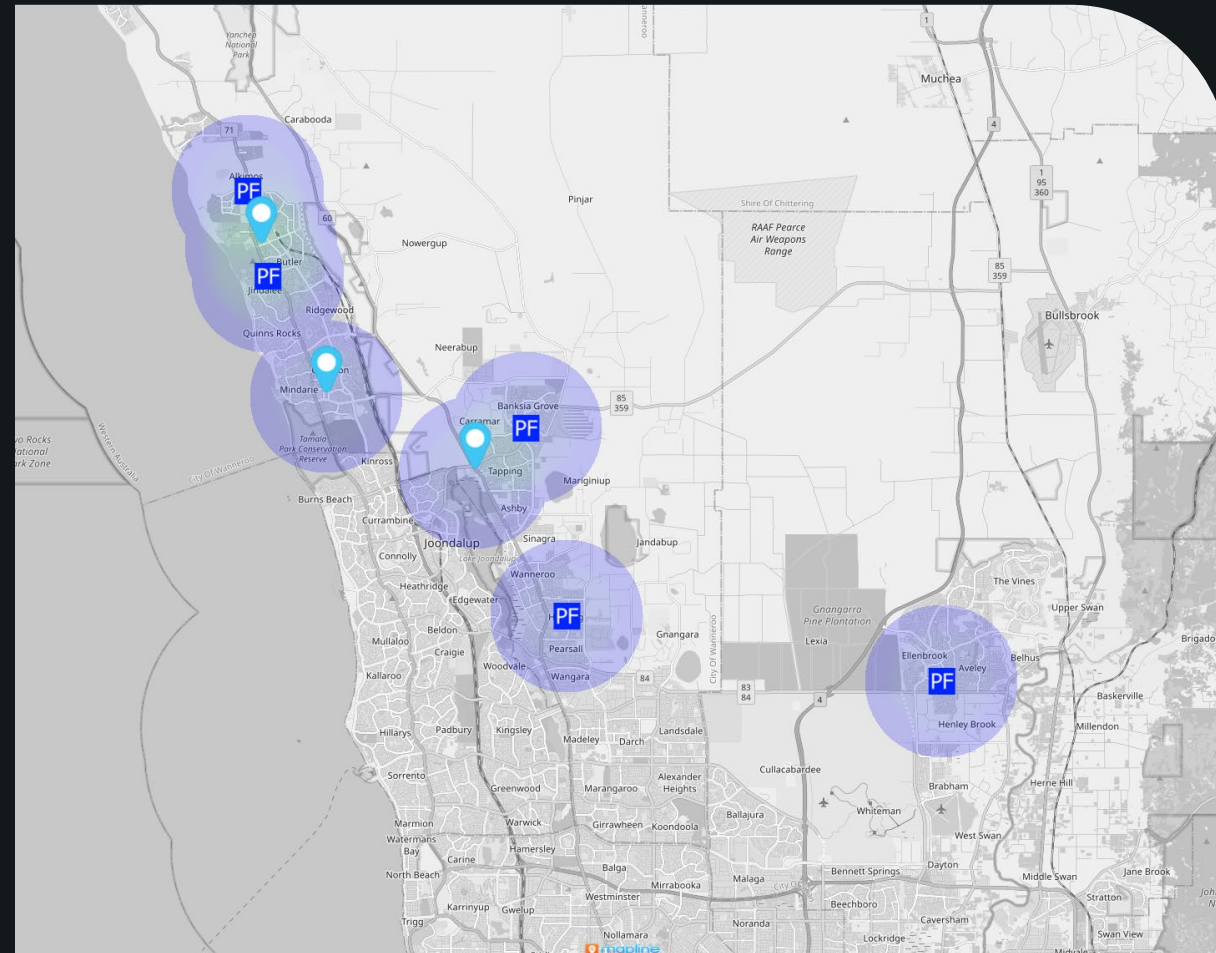 Wanneroo
1
Yanchep
National
Park
Muchea
Carabooda
4
71
Alkimos
PF
1
95
360
Pinjar
Shire Of Chittering
60
RAAF Pearce
Air Weapons
Range
Nowergup
Butler
85
359
PF
Jindalee
Ridgewood
Bullsbrook
Quinns Rocks
Neerabup
Mindarie
85
359
Banksia Grove
Carramar
PF
Tamala
Park Conservation
Reserve
Western Australia
City Of Wanneroo
Kinross
Tapping
Mariginiup
Burns Beach
Ashby
Currambine
Joondalup
Sinagra
Jandabup
Connolly
Lake Joondalup
Wanneroo
The Vines
Heathridge
Edgewater
Upper Swan
PF
Gnangarra
Pine Plantation
Beldon
Gnangara
Lexia
Mullaloo
Craigie
Pearsall
City Of Wanneroo
Ellenbrook
Belhus
Woodvale
Aveley
Kallaroo
Wangara
84
PF
83
84
4
Baskerville
Henley Brook
Millendon
Hillarys
Padbury
Kingsley
Madeley
Darch
Landsdale
Sorrento
Alexander
Heights
Cullacabardee
Herne Hill
Greenwood
Marangaroo
Brabham
Marmion
Warwick
Girrawheen
Koondoola
Ballajura
Whiteman
Watermans
Bay
Hamersley
West Swan
Carine
Balga
Dayton
North Beach
Mirrabooka
Malaga
Bennett Springs
Middle Swan
Jane Brook
Karrinyup
Gwelup
Westminster
Beechboro
Stratton
Trigg
Nollamara
Noranda
Lockridge
Caversham
Swan View
mapline